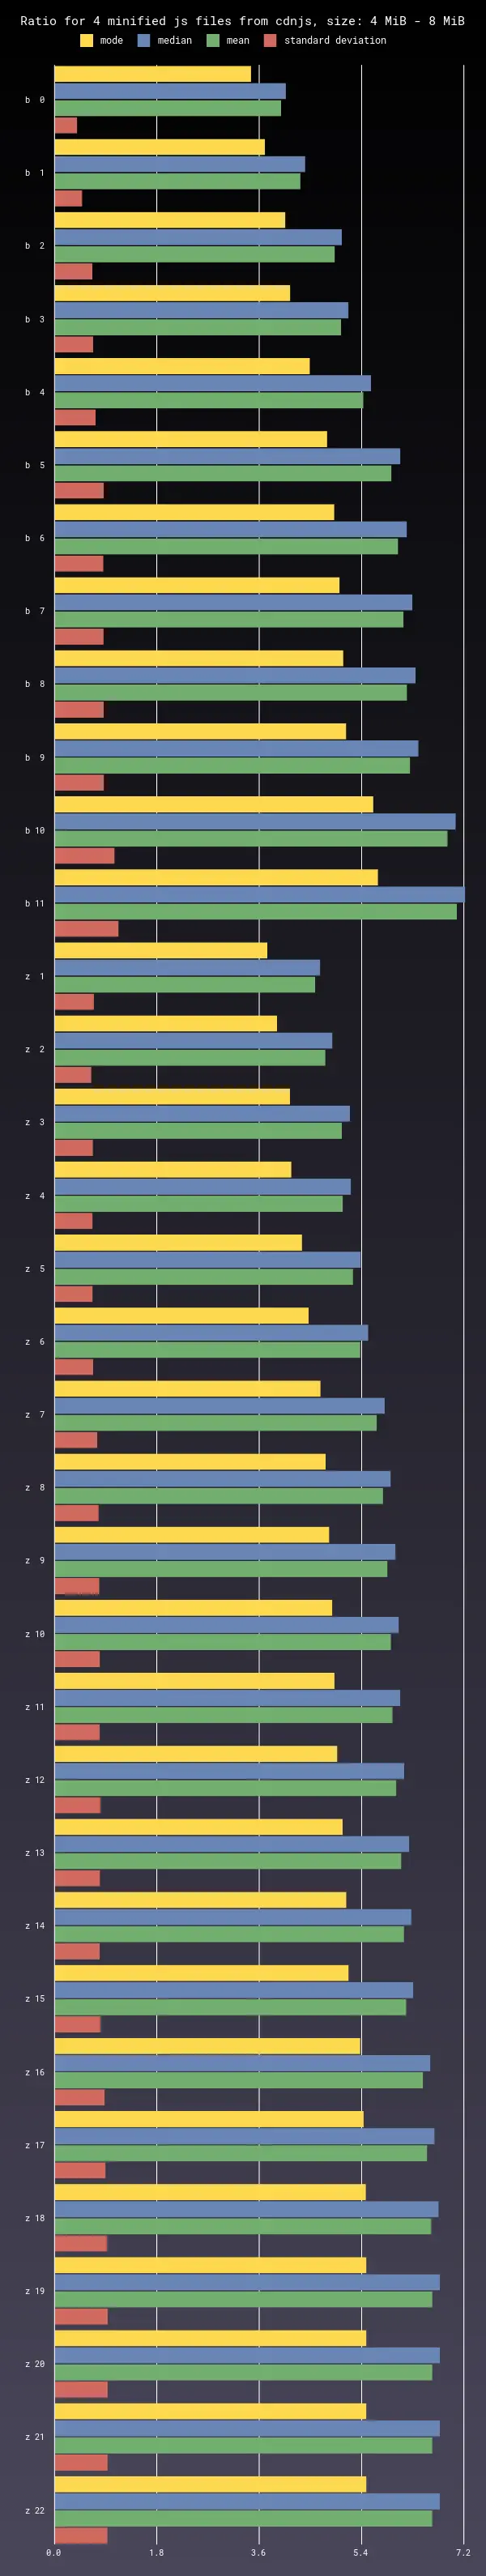 Ratio for 4 minified js files from cdnjs, size: 4 MiB - 8 MiB
mode median mean standard deviation
b 0
b 1
b 2
b 3
b 4
b 5
b 6
b 7
b 8
b 9
b 10
b 11
z 1
z 2
z 3
z 4
z 5
z 6
z 7
z 8
z 9
z 10
z 11
z 12
z 13
z 14
z 15
z 16
z 17
z 18
z 19
z 20
z 21
z 22
0.0 1.8 3.6 5.4 7.2